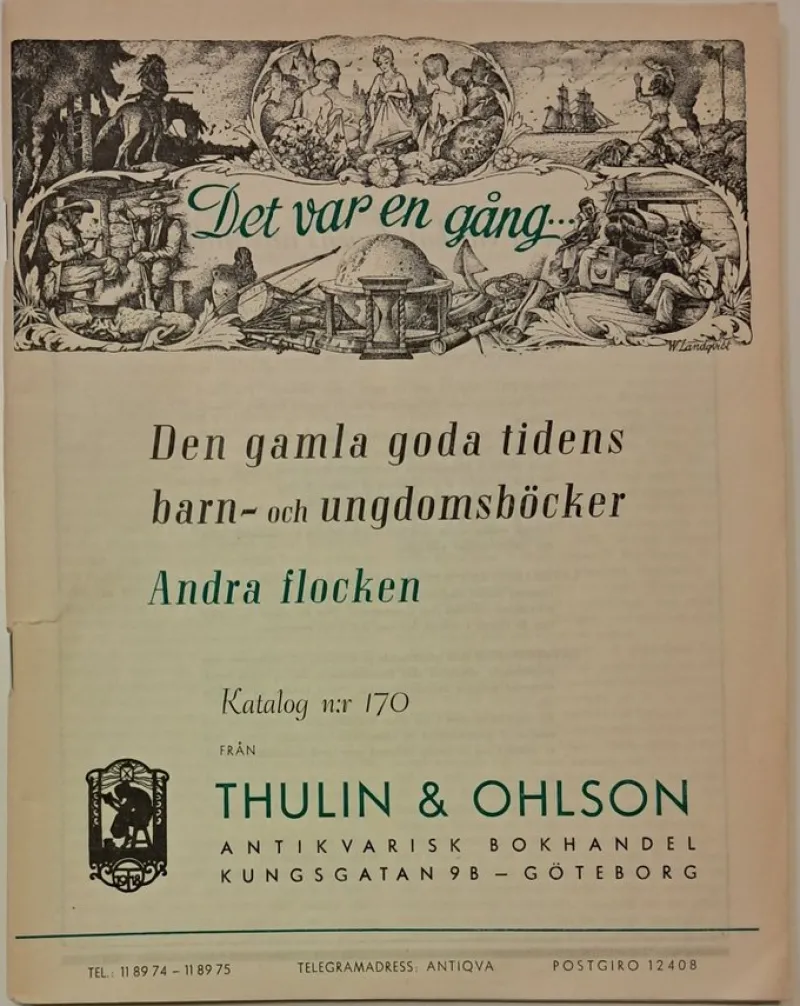 Det var en gång...
W. Landqvist
Den gamla goda tidens
barn- och ungdomsböcker
Andra flocken
Katalog n:r 170
FRÅN
THULIN & OHLSON
ANTIKVARISK BOKHANDEL
KUNGSGATAN 9B – GÖTEBORG
1918
TEL.: 11 89 74 – 11 89 75 TELEGRAMADRESS: ANTIQVA POSTGIRO 12408